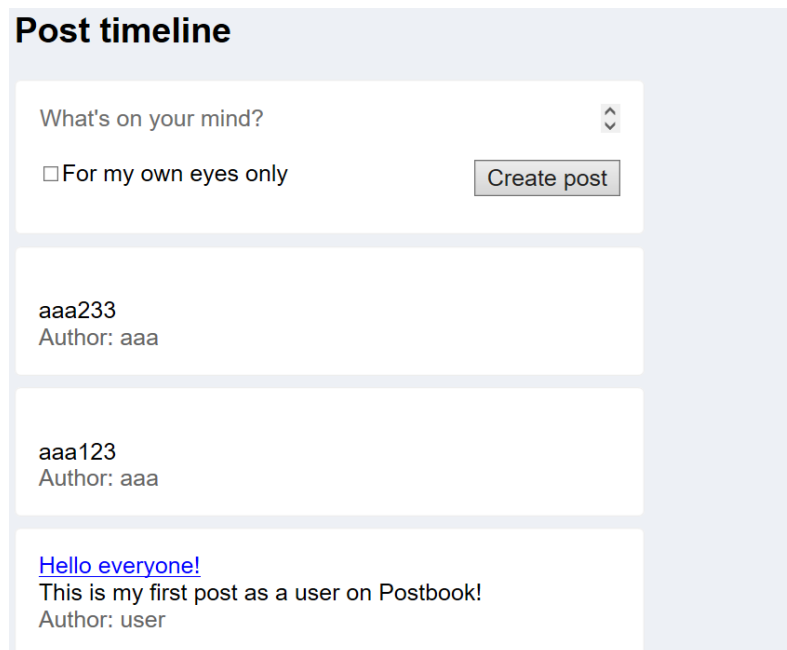 Post timeline
What's on your mind?
For my own eyes only
Create post
aaa233
Author: aaa
aaa123
Author: aaa
Hello everyone!
This is my first post as a user on Postbook!
Author: user